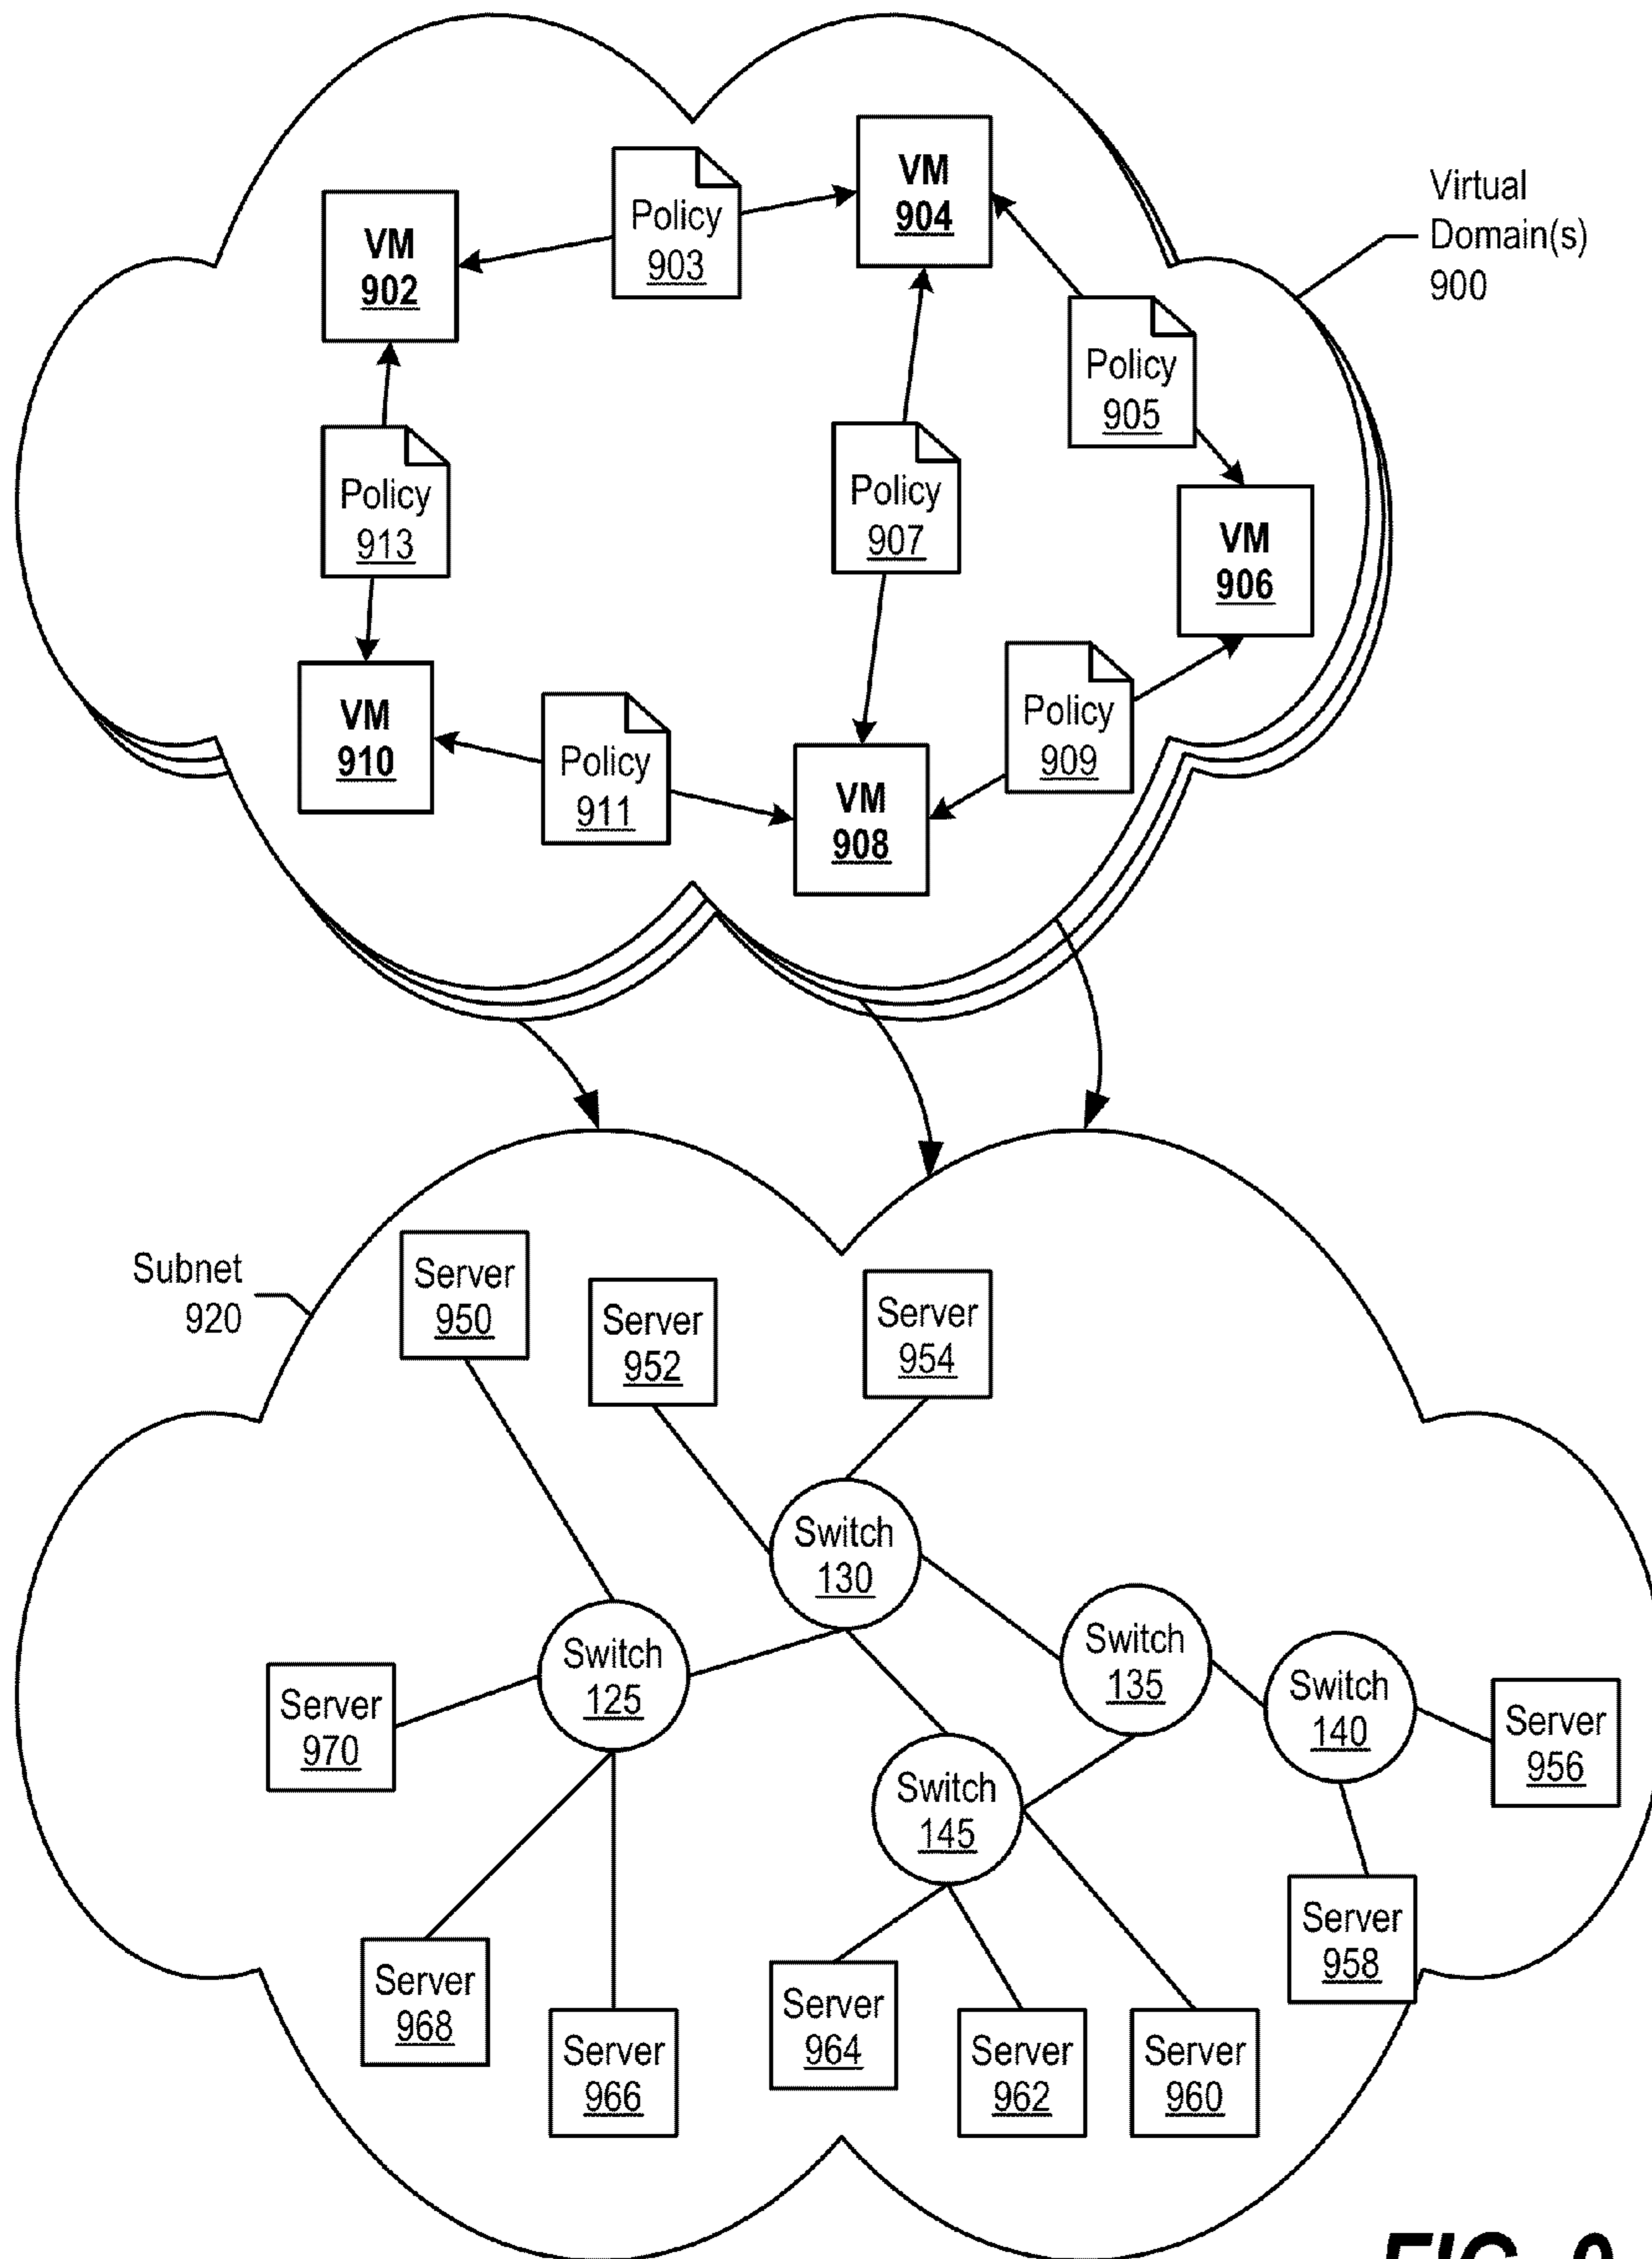 VM
904
Policy
903
VM
902
Virtual
Domain(s)
900
Policy
905
Policy
913
Policy
907
VM
906
VM
910
Policy
911
Policy
909
VM
908
Subnet
920
Server
950
Server
952
Server
954
Switch
130
Switch
125
Switch
135
Switch
140
Server
970
Server
956
Switch
145
Server
958
Server
968
Server
964
Server
966
Server
962
Server
960